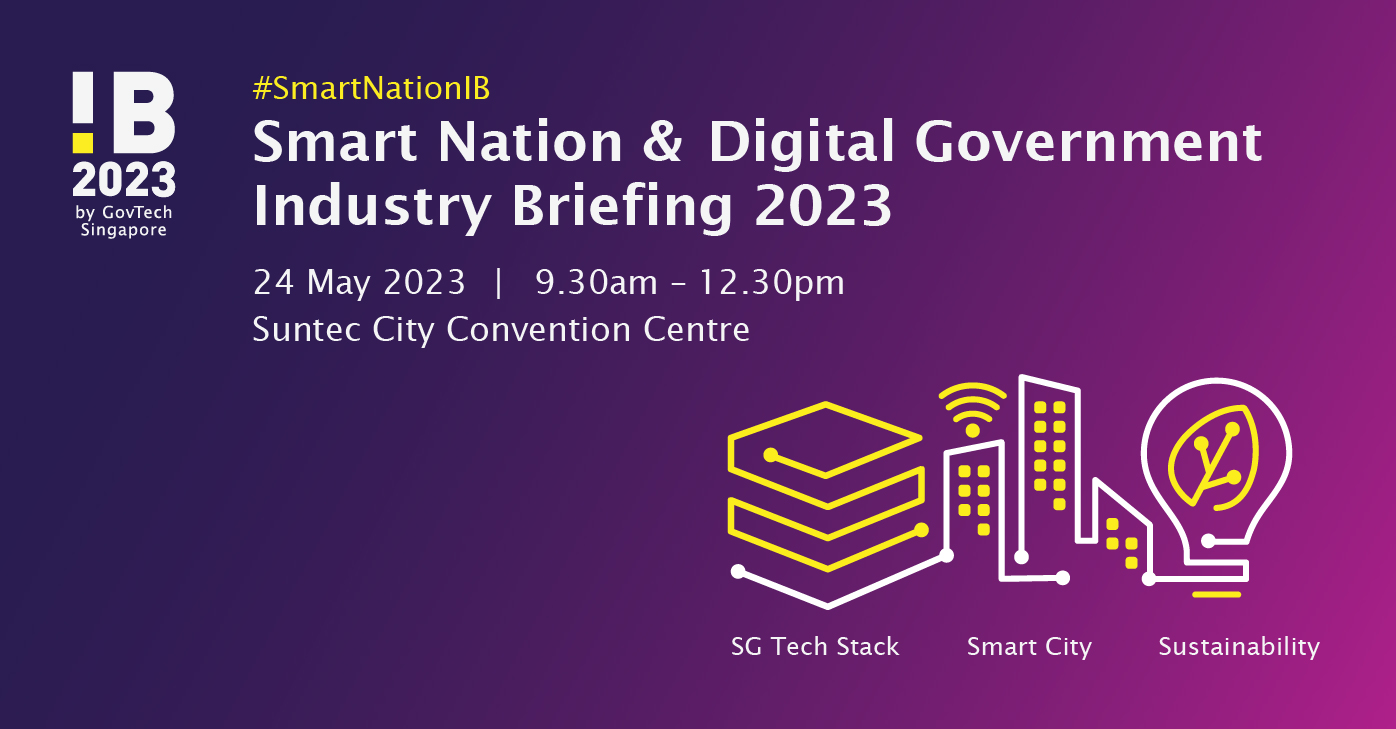 IB
2023
by GovTech
Singapore
#SmartNationIB
Smart Nation & Digital Government
Industry Briefing 2023
24 May 2023 | 9.30am – 12.30pm
Suntec City Convention Centre
SG Tech Stack
Smart City
Sustainability